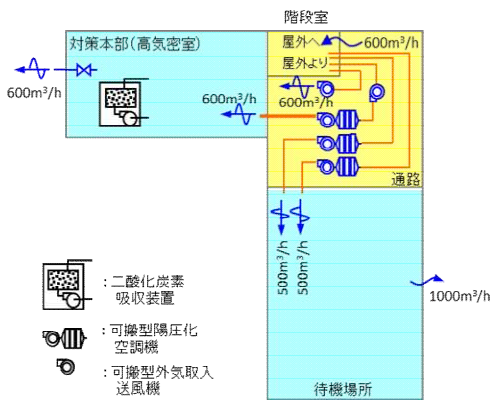 階段室
対策本部(高気密室)
屋外へ
600m³/h
屋外より
600m³/h
600m³/h
600m³/h
通路
500m³/h
500m³/h
1000m³/h
待機場所
:二酸化炭素
吸収装置
:可搬型陽圧化
空調機
:可搬型外気取入
送風機